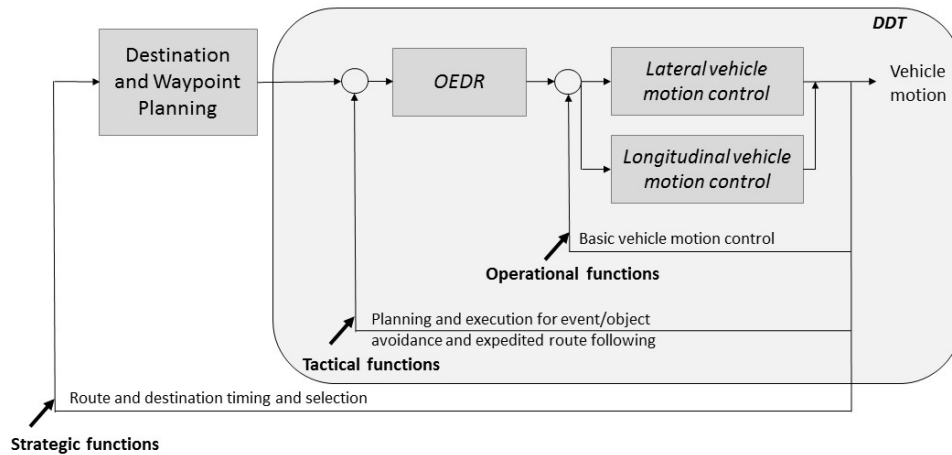 DDT
Destination
and Waypoint
Planning
OEDR
Lateral vehicle
motion control
Vehicle
motion
Longitudinal vehicle
motion control
Basic vehicle motion control
Operational functions
Planning and execution for event/object
avoidance and expedited route following
Tactical functions
Route and destination timing and selection
Strategic functions